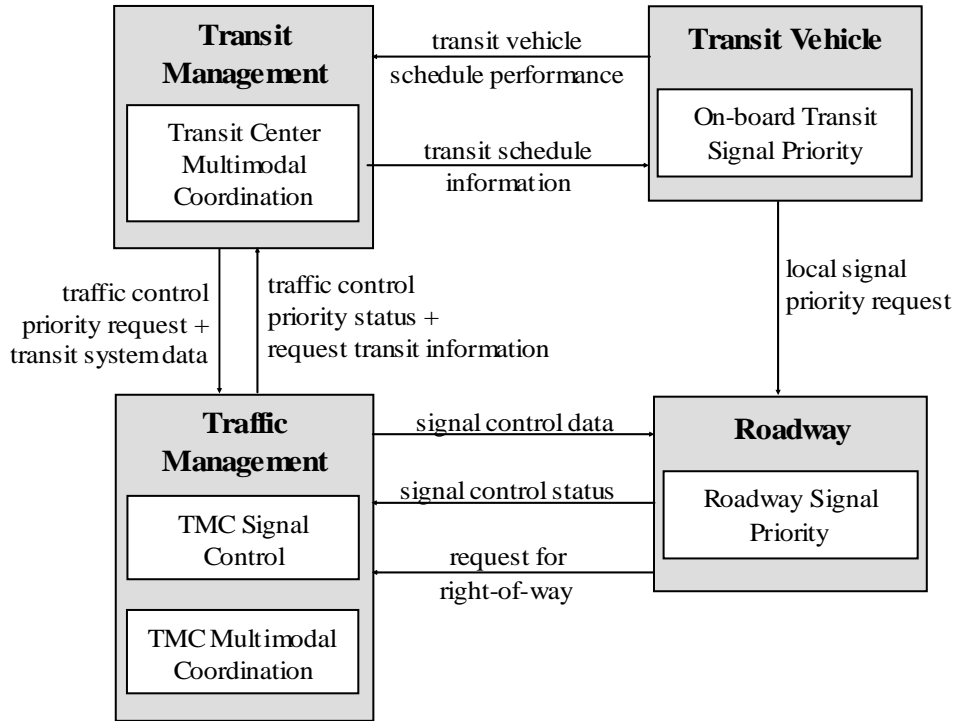 Transit
Management
Transit Center
Multimodal
Coordination
transit vehicle
schedule performance
transit schedule
information
Transit Vehicle
On-board Transit
Signal Priority
traffic control
priority request +
transit system data
traffic control
priority status +
request transit information
local signal
priority request
Traffic
Management
TMC Signal
Control
TMC Multimodal
Coordination
signal control data
signal control status
request for
right-of-way
Roadway
Roadway Signal
Priority